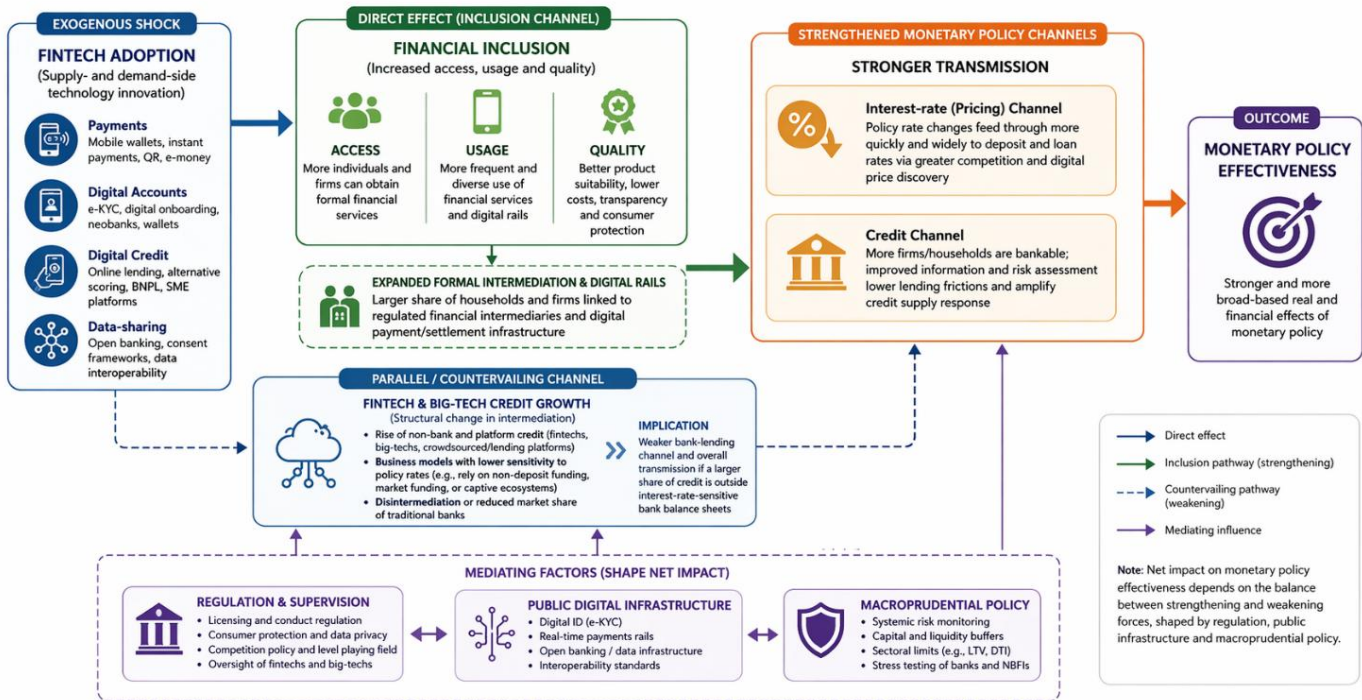 EXOGENOUS SHOCK
FINTECH ADOPTION
(Supply- and demand-side
technology innovation)
Payments
Mobile wallets, instant
payments, QR, e-money
Digital Accounts
e-KYC, digital onboarding,
neobanks, wallets
Digital Credit
Online lending, alternative
scoring, BNPL, SME
platforms
Data-sharing
Open banking, consent
frameworks, data
interoperability
DIRECT EFFECT (INCLUSION CHANNEL)
FINANCIAL INCLUSION
(Increased access, usage and quality)
ACCESS
More individuals and
firms can obtain
formal financial
services
USAGE
More frequent and
diverse use of
financial services
and digital rails
QUALITY
Better product
suitability, lower
costs, transparency
and consumer
protection
EXPANDED FORMAL INTERMEDIATION & DIGITAL RAILS
Larger share of households and firms linked to
regulated financial intermediaries and digital
payment/settlement infrastructure
STRENGTHENED MONETARY POLICY CHANNELS
STRONGER TRANSMISSION
%
Interest-rate (Pricing) Channel
Policy rate changes feed through more
quickly and widely to deposit and loan
rates via greater competition and digital
price discovery
Credit Channel
More firms/households are bankable;
improved information and risk assessment
lower lending frictions and amplify
credit supply response
OUTCOME
MONETARY POLICY
EFFECTIVENESS
Stronger and more
broad-based real and
financial effects of
monetary policy
PARALLEL / COUNTERVAILING CHANNEL
FINTECH & BIG-TECH CREDIT GROWTH
(Structural change in intermediation)
• Rise of non-bank and platform credit (fintechs,
big-techs, crowdsourced/lending platforms)
• Business models with lower sensitivity to
policy rates (e.g., rely on non-deposit funding,
market funding, or captive ecosystems)
• Disintermediation or reduced market share
of traditional banks
IMPLICATION
Weaker bank-lending
channel and overall
transmission if a larger
share of credit is outside
interest-rate-sensitive
bank balance sheets
MEDIATING FACTORS (SHAPE NET IMPACT)
REGULATION & SUPERVISION
• Licensing and conduct regulation
• Consumer protection and data privacy
• Competition policy and level playing field
• Oversight of fintechs and big-techs
PUBLIC DIGITAL INFRASTRUCTURE
• Digital ID (e-KYC)
• Real-time payments rails
• Open banking / data infrastructure
• Interoperability standards
MACROPRUDENTIAL POLICY
• Systemic risk monitoring
• Capital and liquidity buffers
• Sectoral limits (e.g., LTV, DTI)
• Stress testing of banks and NBFIs
Direct effect
Inclusion pathway (strengthening)
Countervailing pathway
(weakening)
Mediating influence
Note: Net impact on monetary policy
effectiveness depends on the balance
between strengthening and weakening
forces, shaped by regulation, public
infrastructure and macroprudential policy.